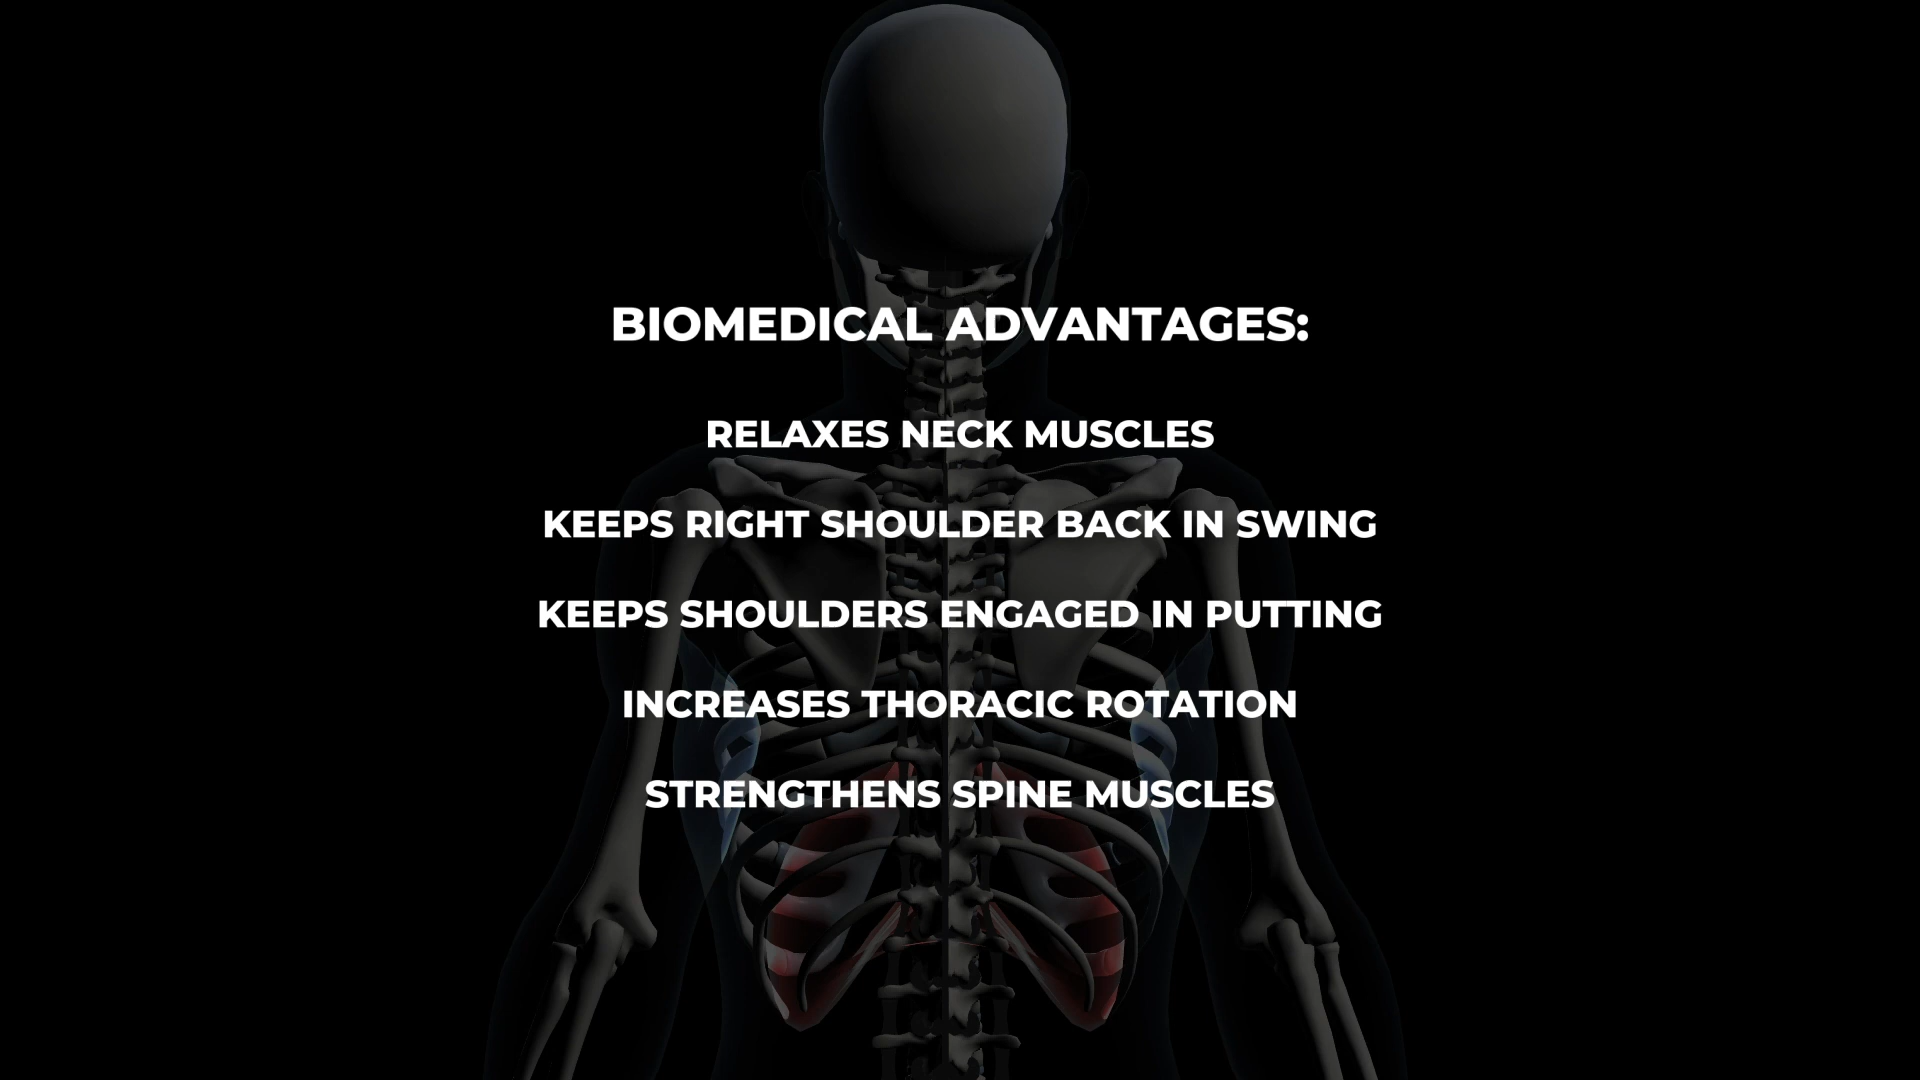 BIOMEDICAL ADVANTAGES:
RELAXES NECK MUSCLES
KEEPS RIGHT SHOULDER BACK IN SWING
KEEPS SHOULDERS ENGAGED IN PUTTING
INCREASES THORACIC ROTATION
STRENGTHENS SPINE MUSCLES